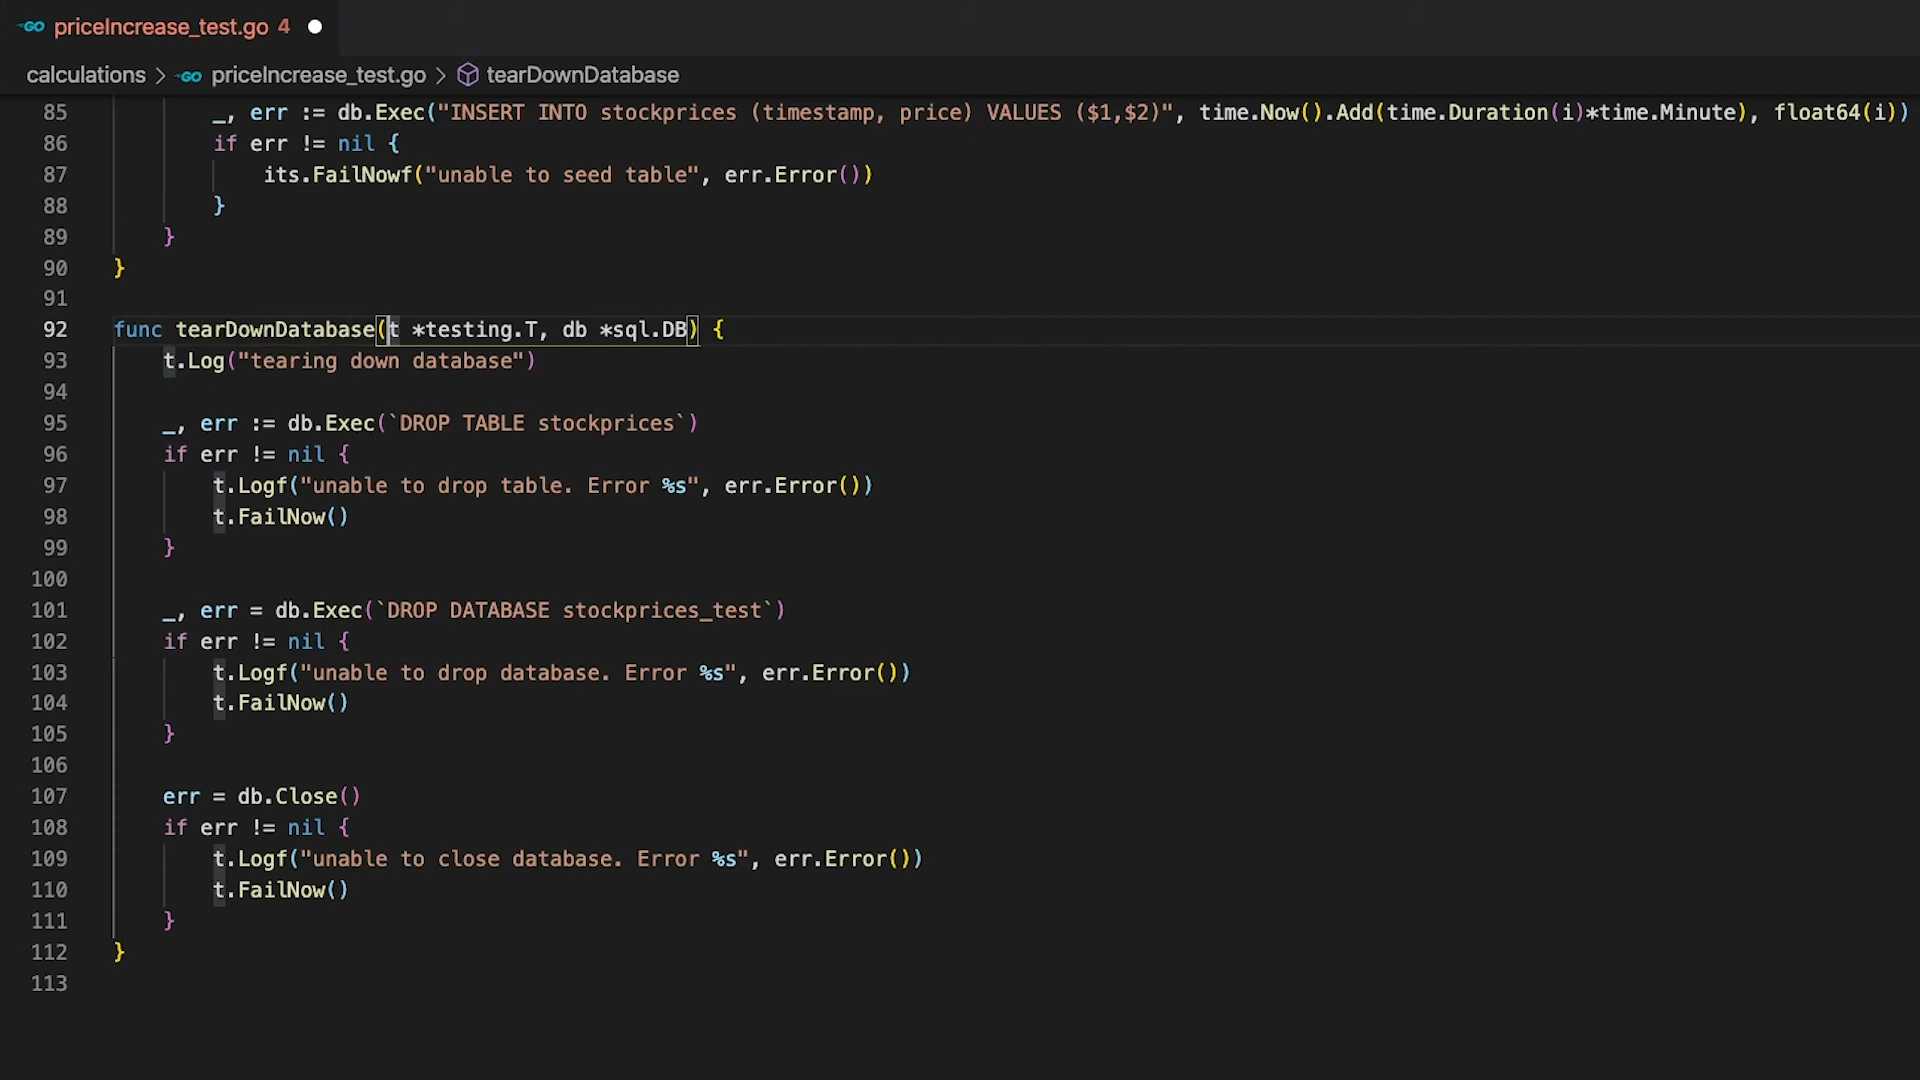 GO priceIncrease_test.go 4
calculations > GO priceIncrease_test.go > tearDownDatabase
85 _, err := db.Exec("INSERT INTO stockprices (timestamp, price) VALUES ($1,$2)", time.Now().Add(time.Duration(i)*time.Minute), float64(i))
86 if err != nil {
87 its.FailNowf("unable to seed table", err.Error())
88 }
89 }
90 }
91
92 func tearDownDatabase(t *testing.T, db *sql.DB) {
93 t.Log("tearing down database")
94
95 _, err := db.Exec(`DROP TABLE stockprices`)
96 if err != nil {
97 t.Logf("unable to drop table. Error %s", err.Error())
98 t.FailNow()
99 }
100
101 _, err = db.Exec(`DROP DATABASE stockprices_test`)
102 if err != nil {
103 t.Logf("unable to drop database. Error %s", err.Error())
104 t.FailNow()
105 }
106
107 err = db.Close()
108 if err != nil {
109 t.Logf("unable to close database. Error %s", err.Error())
110 t.FailNow()
111 }
112 }
113